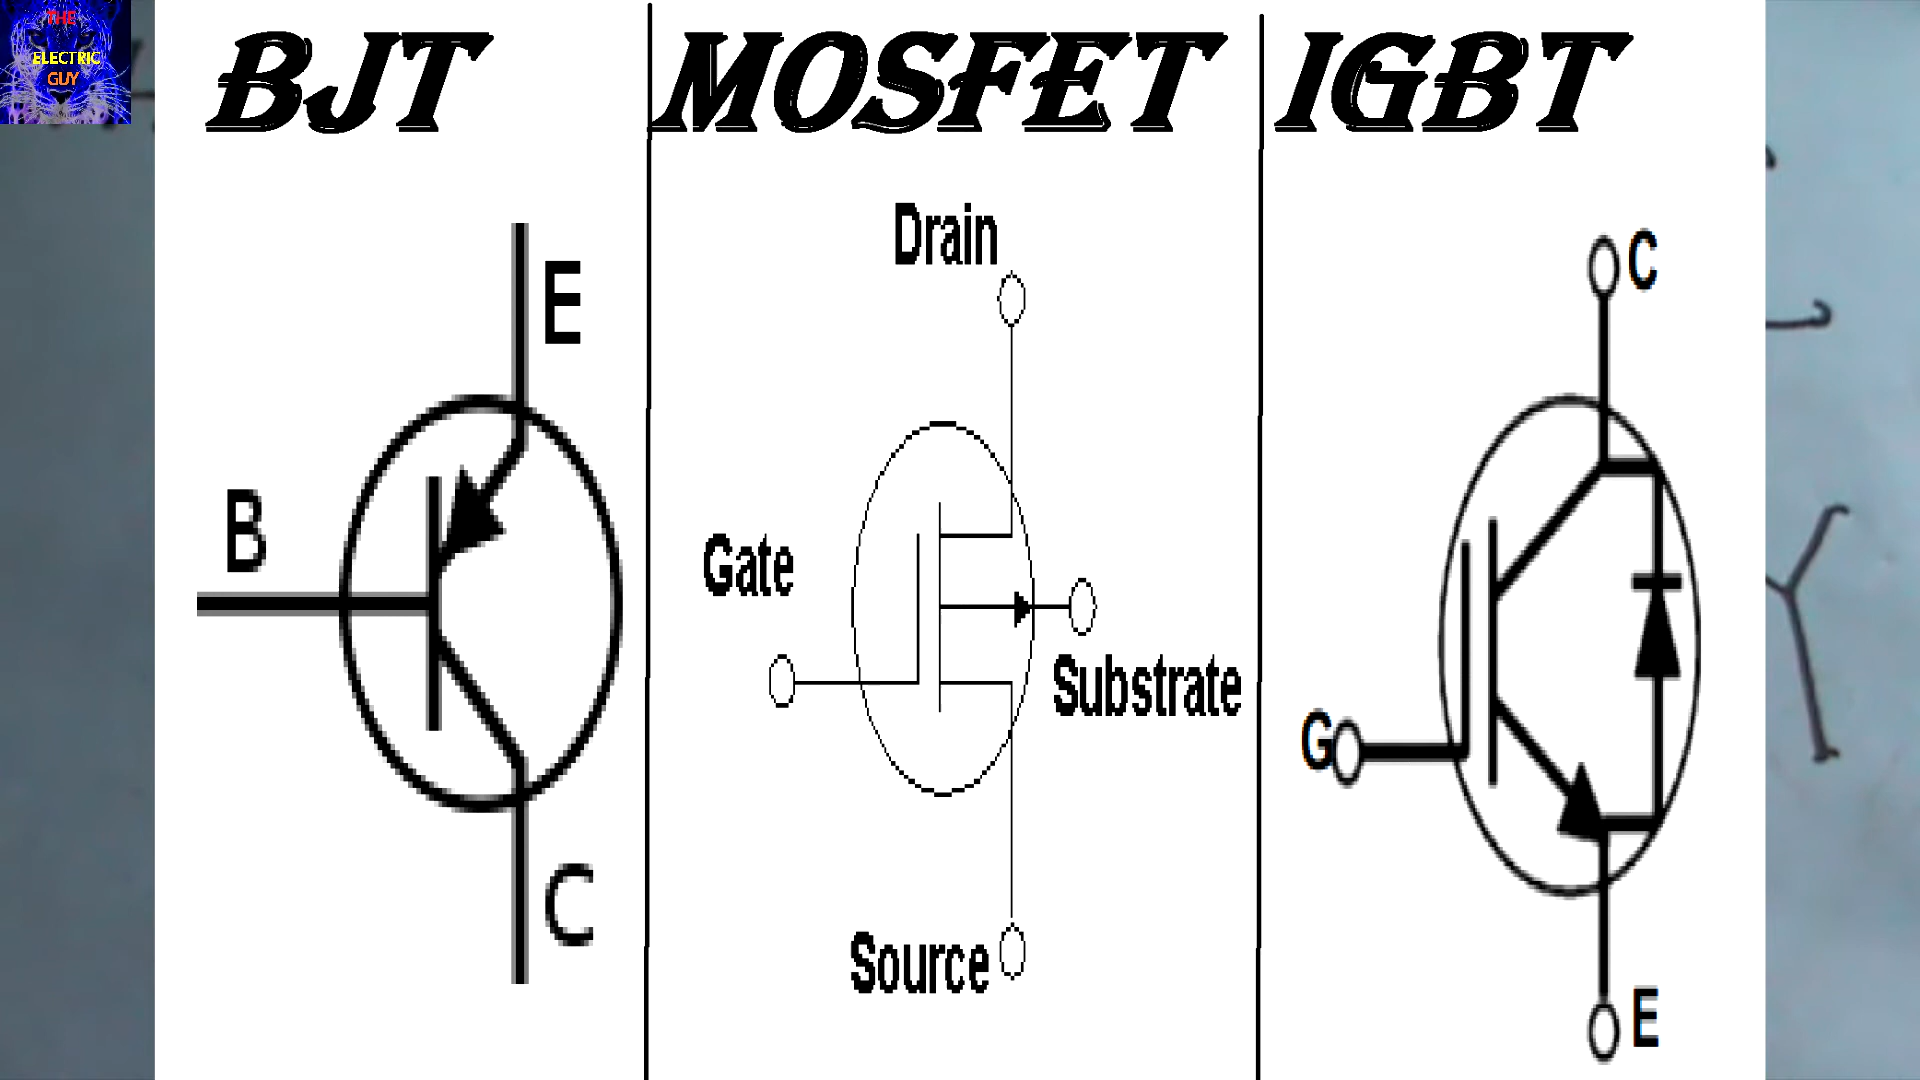 THE
ELECTRIC
GUY
BJT
MOSFET
IGBT
E
B
C
Drain
Gate
Substrate
Source
C
G
E